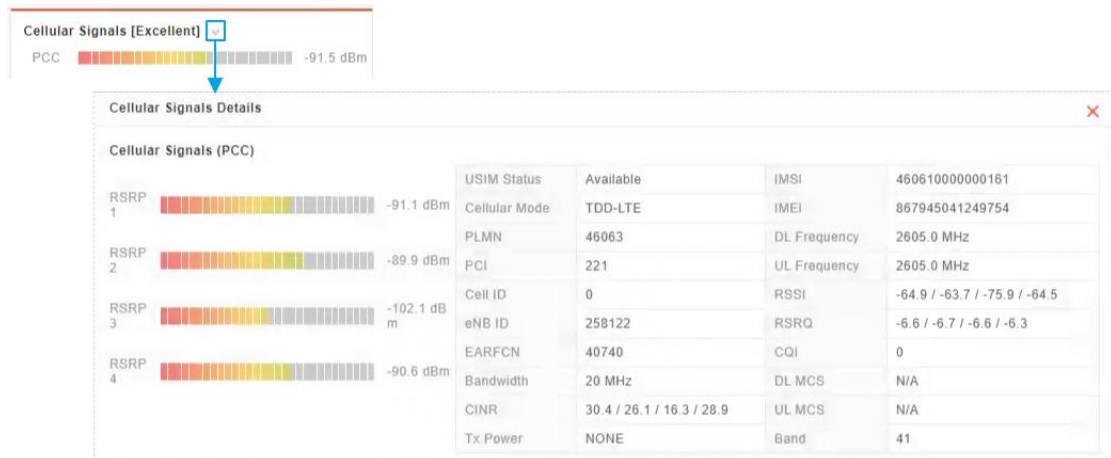 Cellular Signals [Excellent]
PCC -91.5 dBm
Cellular Signals Details
Cellular Signals (PCC)
RSRP 1 -91.1 dBm
RSRP 2 -89.9 dBm
RSRP 3 -102.1 dBm
RSRP 4 -90.6 dBm
USIM Status Available IMSI 460610000000161
Cellular Mode TDD-LTE IMEI 867945041249754
PLMN 46063 DL Frequency 2605.0 MHz
PCI 221 UL Frequency 2605.0 MHz
Cell ID 0 RSSI -64.9 / -63.7 / -75.9 / -64.5
eNB ID 258122 RSRQ -6.6 / -6.7 / -6.6 / -6.3
EARFCN 40740 CQI 0
Bandwidth 20 MHz DL MCS N/A
CINR 30.4 / 26.1 / 16.3 / 28.9 UL MCS N/A
Tx Power NONE Band 41